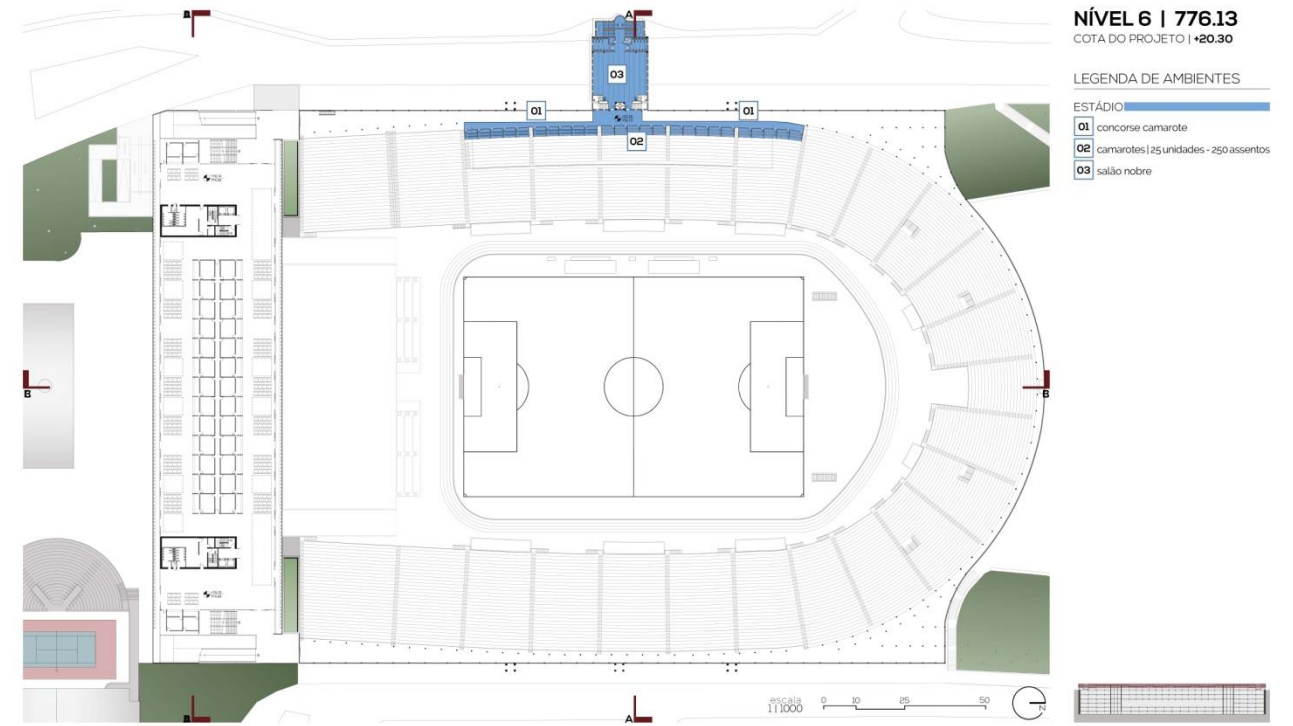 NÍVEL 6 | 776.13
COTA DO PROJETO | +20.30
LEGENDA DE AMBIENTES
ESTÁDIO
01 concorse camarote
02 camarotes | 25 unidades - 250 assentos
03 salão nobre
B
A
03
01
01
02
B
B
B
A
escala
1|1000
0 10 25 50
N